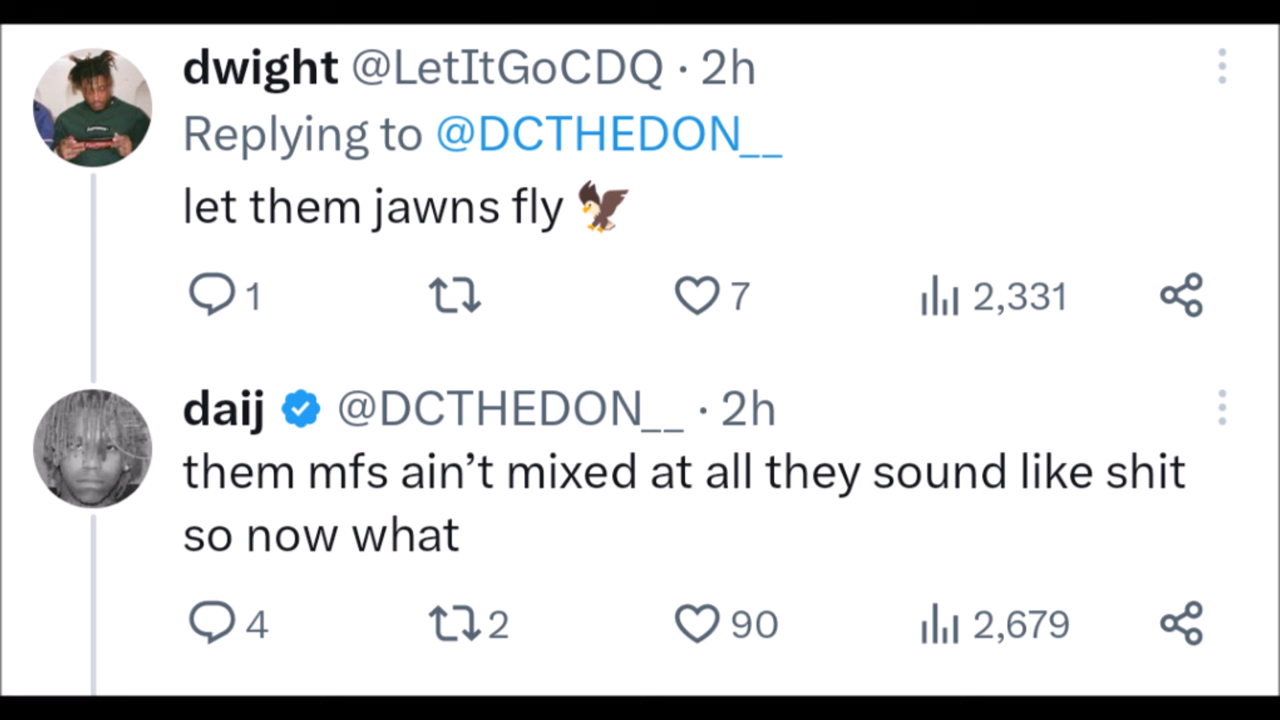 dwight @LetItGoCDQ · 2h
Replying to @DCTHEDON__
let them jawns fly 🦅
1 7 2,331
daij @DCTHEDON__ · 2h
them mfs ain’t mixed at all they sound like shit
so now what
4 2 90 2,679